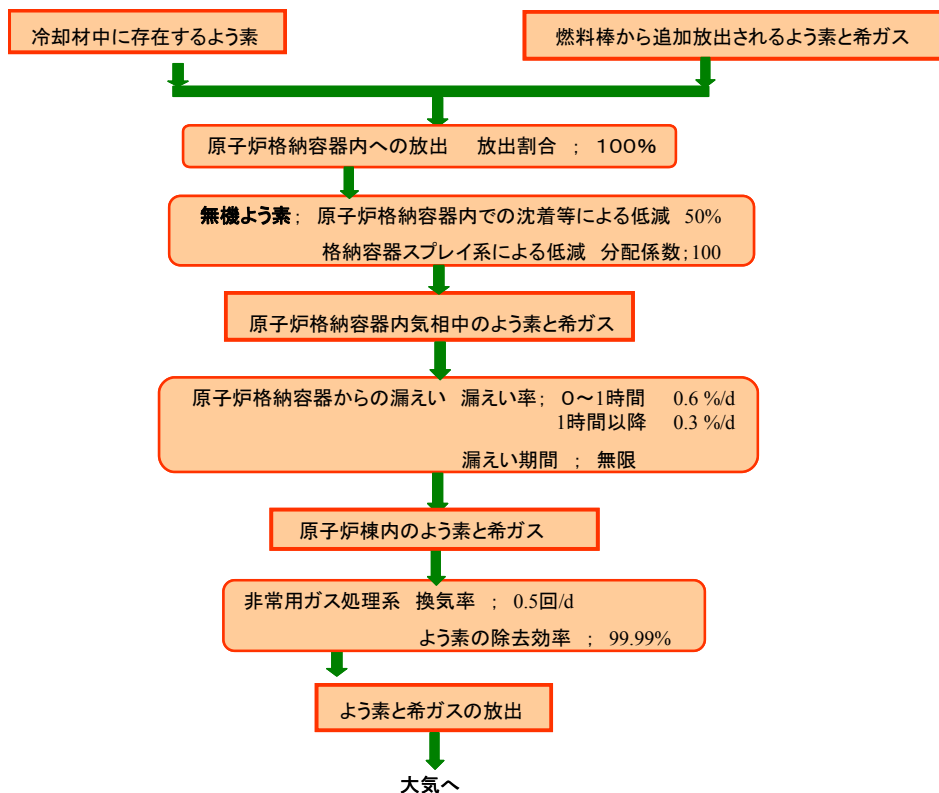 冷却材中に存在するよう素
燃料棒から追加放出されるよう素と希ガス
原子炉格納容器内への放出 放出割合 ; 100%
無機よう素; 原子炉格納容器内での沈着等による低減 50%
格納容器スプレイ系による低減 分配係数;100
原子炉格納容器内気相中のよう素と希ガス
原子炉格納容器からの漏えい 漏えい率; 0〜1時間 0.6 %/d
1時間以降 0.3 %/d
漏えい期間 ; 無限
原子炉棟内のよう素と希ガス
非常用ガス処理系 換気率 ; 0.5回/d
よう素の除去効率 ; 99.99%
よう素と希ガスの放出
大気へ